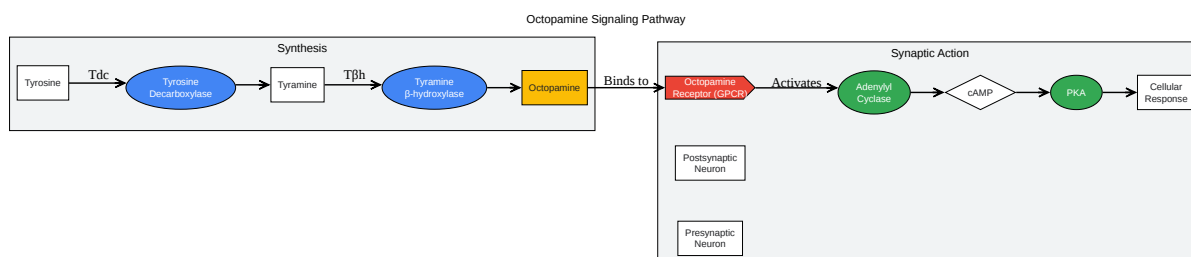 Octopamine Signaling Pathway
Synthesis
Tyrosine
Tdc
Tyrosine
Decarboxylase
Tyramine
Tβh
Tyramine
β-hydroxylase
Octopamine
Binds to
Synaptic Action
Octopamine
Receptor (GPCR)
Activates
Adenylyl
Cyclase
cAMP
PKA
Cellular
Response
Postsynaptic
Neuron
Presynaptic
Neuron